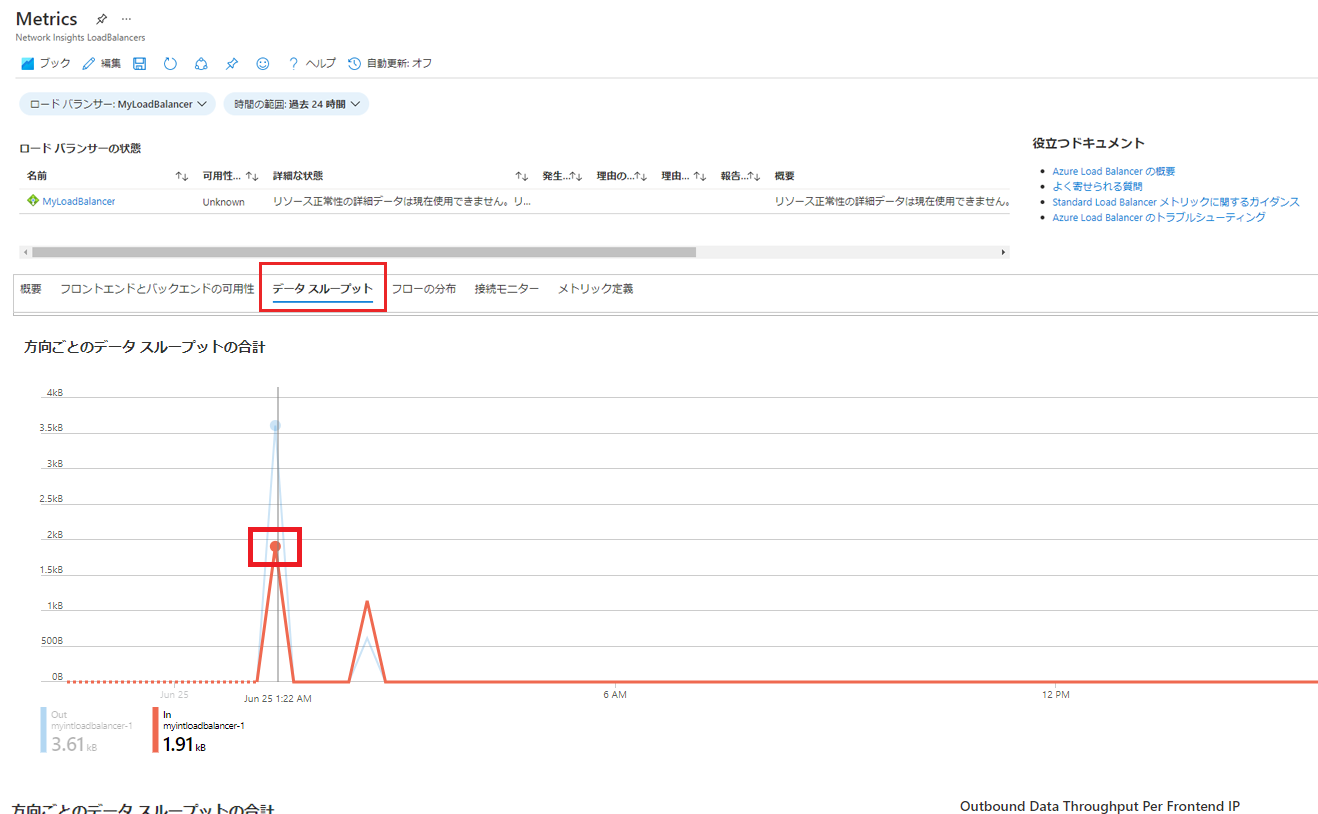 Metrics
Network Insights LoadBalancers
ブック 編集 ヘルプ 自動更新: オフ
ロード バランサー: MyLoadBalancer 時間の範囲: 過去 24 時間
ロード バランサーの状態
名前 可用性... 詳細な状態 発生... 理由の... 理由... 報告... 概要
MyLoadBalancer Unknown リソース正常性の詳細データは現在使用できません。リ... リソース正常性の詳細データは現在使用できません。
役立つドキュメント
Azure Load Balancer の概要
よく寄せられる質問
Standard Load Balancer メトリックに関するガイダンス
Azure Load Balancer のトラブルシューティング
概要 フロントエンドとバックエンドの可用性 データ スループット フローの分布 接続モニター メトリック定義
方向ごとのデータ スループットの合計
4kB
3.5kB
3kB
2.5kB
2kB
1.5kB
1kB
500B
0B
Jun 25 Jun 25 1:22 AM 6 AM 12 PM
Out
myintloadbalancer-1
3.61 kB
In
myintloadbalancer-1
1.91 kB
方向ごとのデータ スループットの合計
Outbound Data Throughput Per Frontend IP